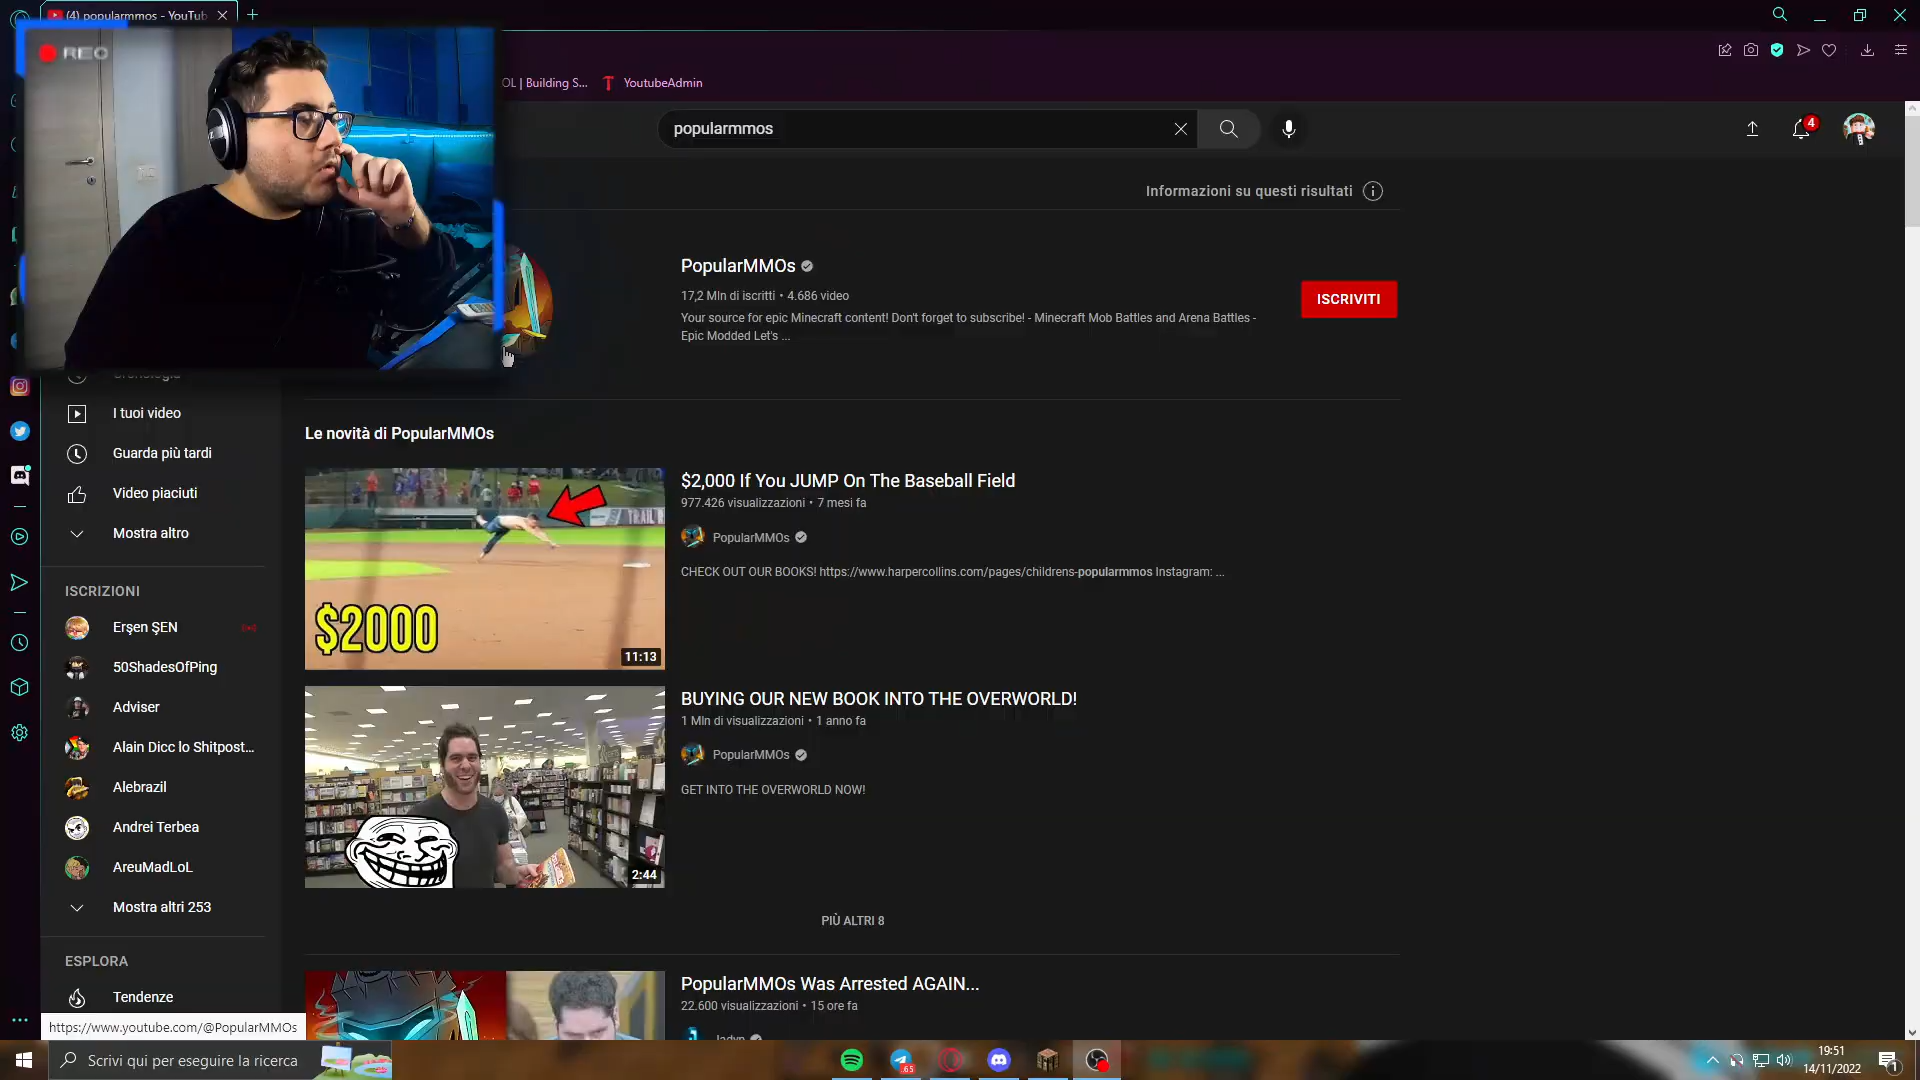 (4) popularmmos - YouTub
REC
OL | Building S...
YoutubeAdmin
popularmmos
4
Informazioni su questi risultati
PopularMMOs
17,2 Mln di iscritti • 4.686 video
Your source for epic Minecraft content! Don't forget to subscribe! - Minecraft Mob Battles and Arena Battles -
Epic Modded Let's ...
ISCRIVITI
Cronologia
I tuoi video
Guarda più tardi
Video piaciuti
Mostra altro
ISCRIZIONI
Erşen ŞEN
50ShadesOfPing
Adviser
Alain Dicc lo Shitpost...
Alebrazil
Andrei Terbea
AreuMadLoL
Mostra altri 253
ESPLORA
Tendenze
Le novità di PopularMMOs
TRAIL
$2000
11:13
$2,000 If You JUMP On The Baseball Field
977.426 visualizzazioni • 7 mesi fa
PopularMMOs
CHECK OUT OUR BOOKS! https://www.harpercollins.com/pages/childrens-popularmmos Instagram: ...
2:44
BUYING OUR NEW BOOK INTO THE OVERWORLD!
1 Mln di visualizzazioni • 1 anno fa
PopularMMOs
GET INTO THE OVERWORLD NOW!
PIÙ ALTRI 8
PopularMMOs Was Arrested AGAIN...
22.600 visualizzazioni • 15 ore fa
Jadyn
https://www.youtube.com/@PopularMMOs
Scrivi qui per eseguire la ricerca
65
19:51
14/11/2022
1